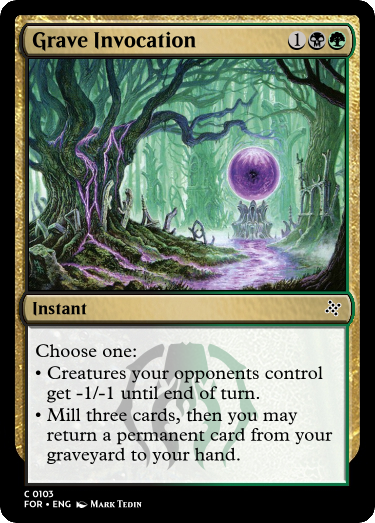 Grave Invocation 1
Instant
Choose one:
• Creatures your opponents control
get -1/-1 until end of turn.
• Mill three cards, then you may
return a permanent card from your
graveyard to your hand.
C 0103
FOR • ENG Mark Tedin